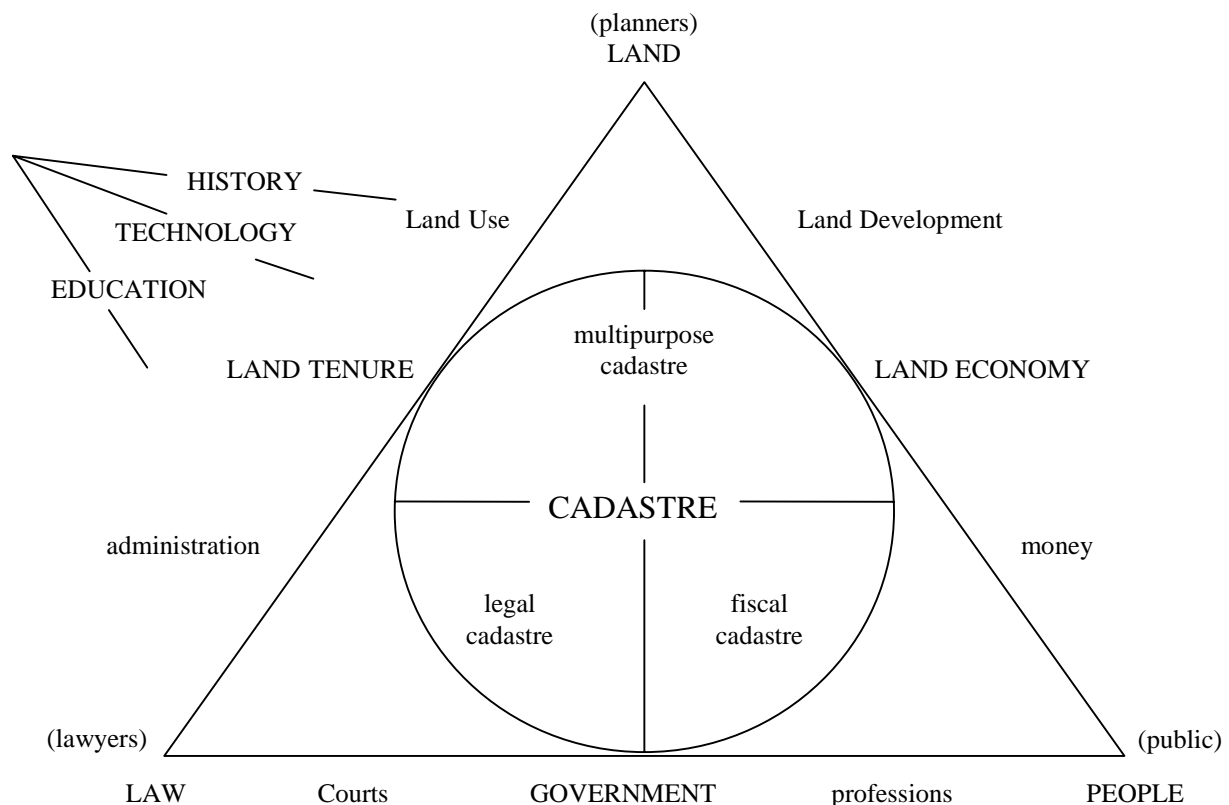 (planners)
LAND
HISTORY
Land Use
Land Development
TECHNOLOGY
EDUCATION
multipurpose
cadastre
LAND TENURE
LAND ECONOMY
CADASTRE
administration
money
legal
cadastre
fiscal
cadastre
(lawyers)
(public)
LAW
Courts
GOVERNMENT
professions
PEOPLE